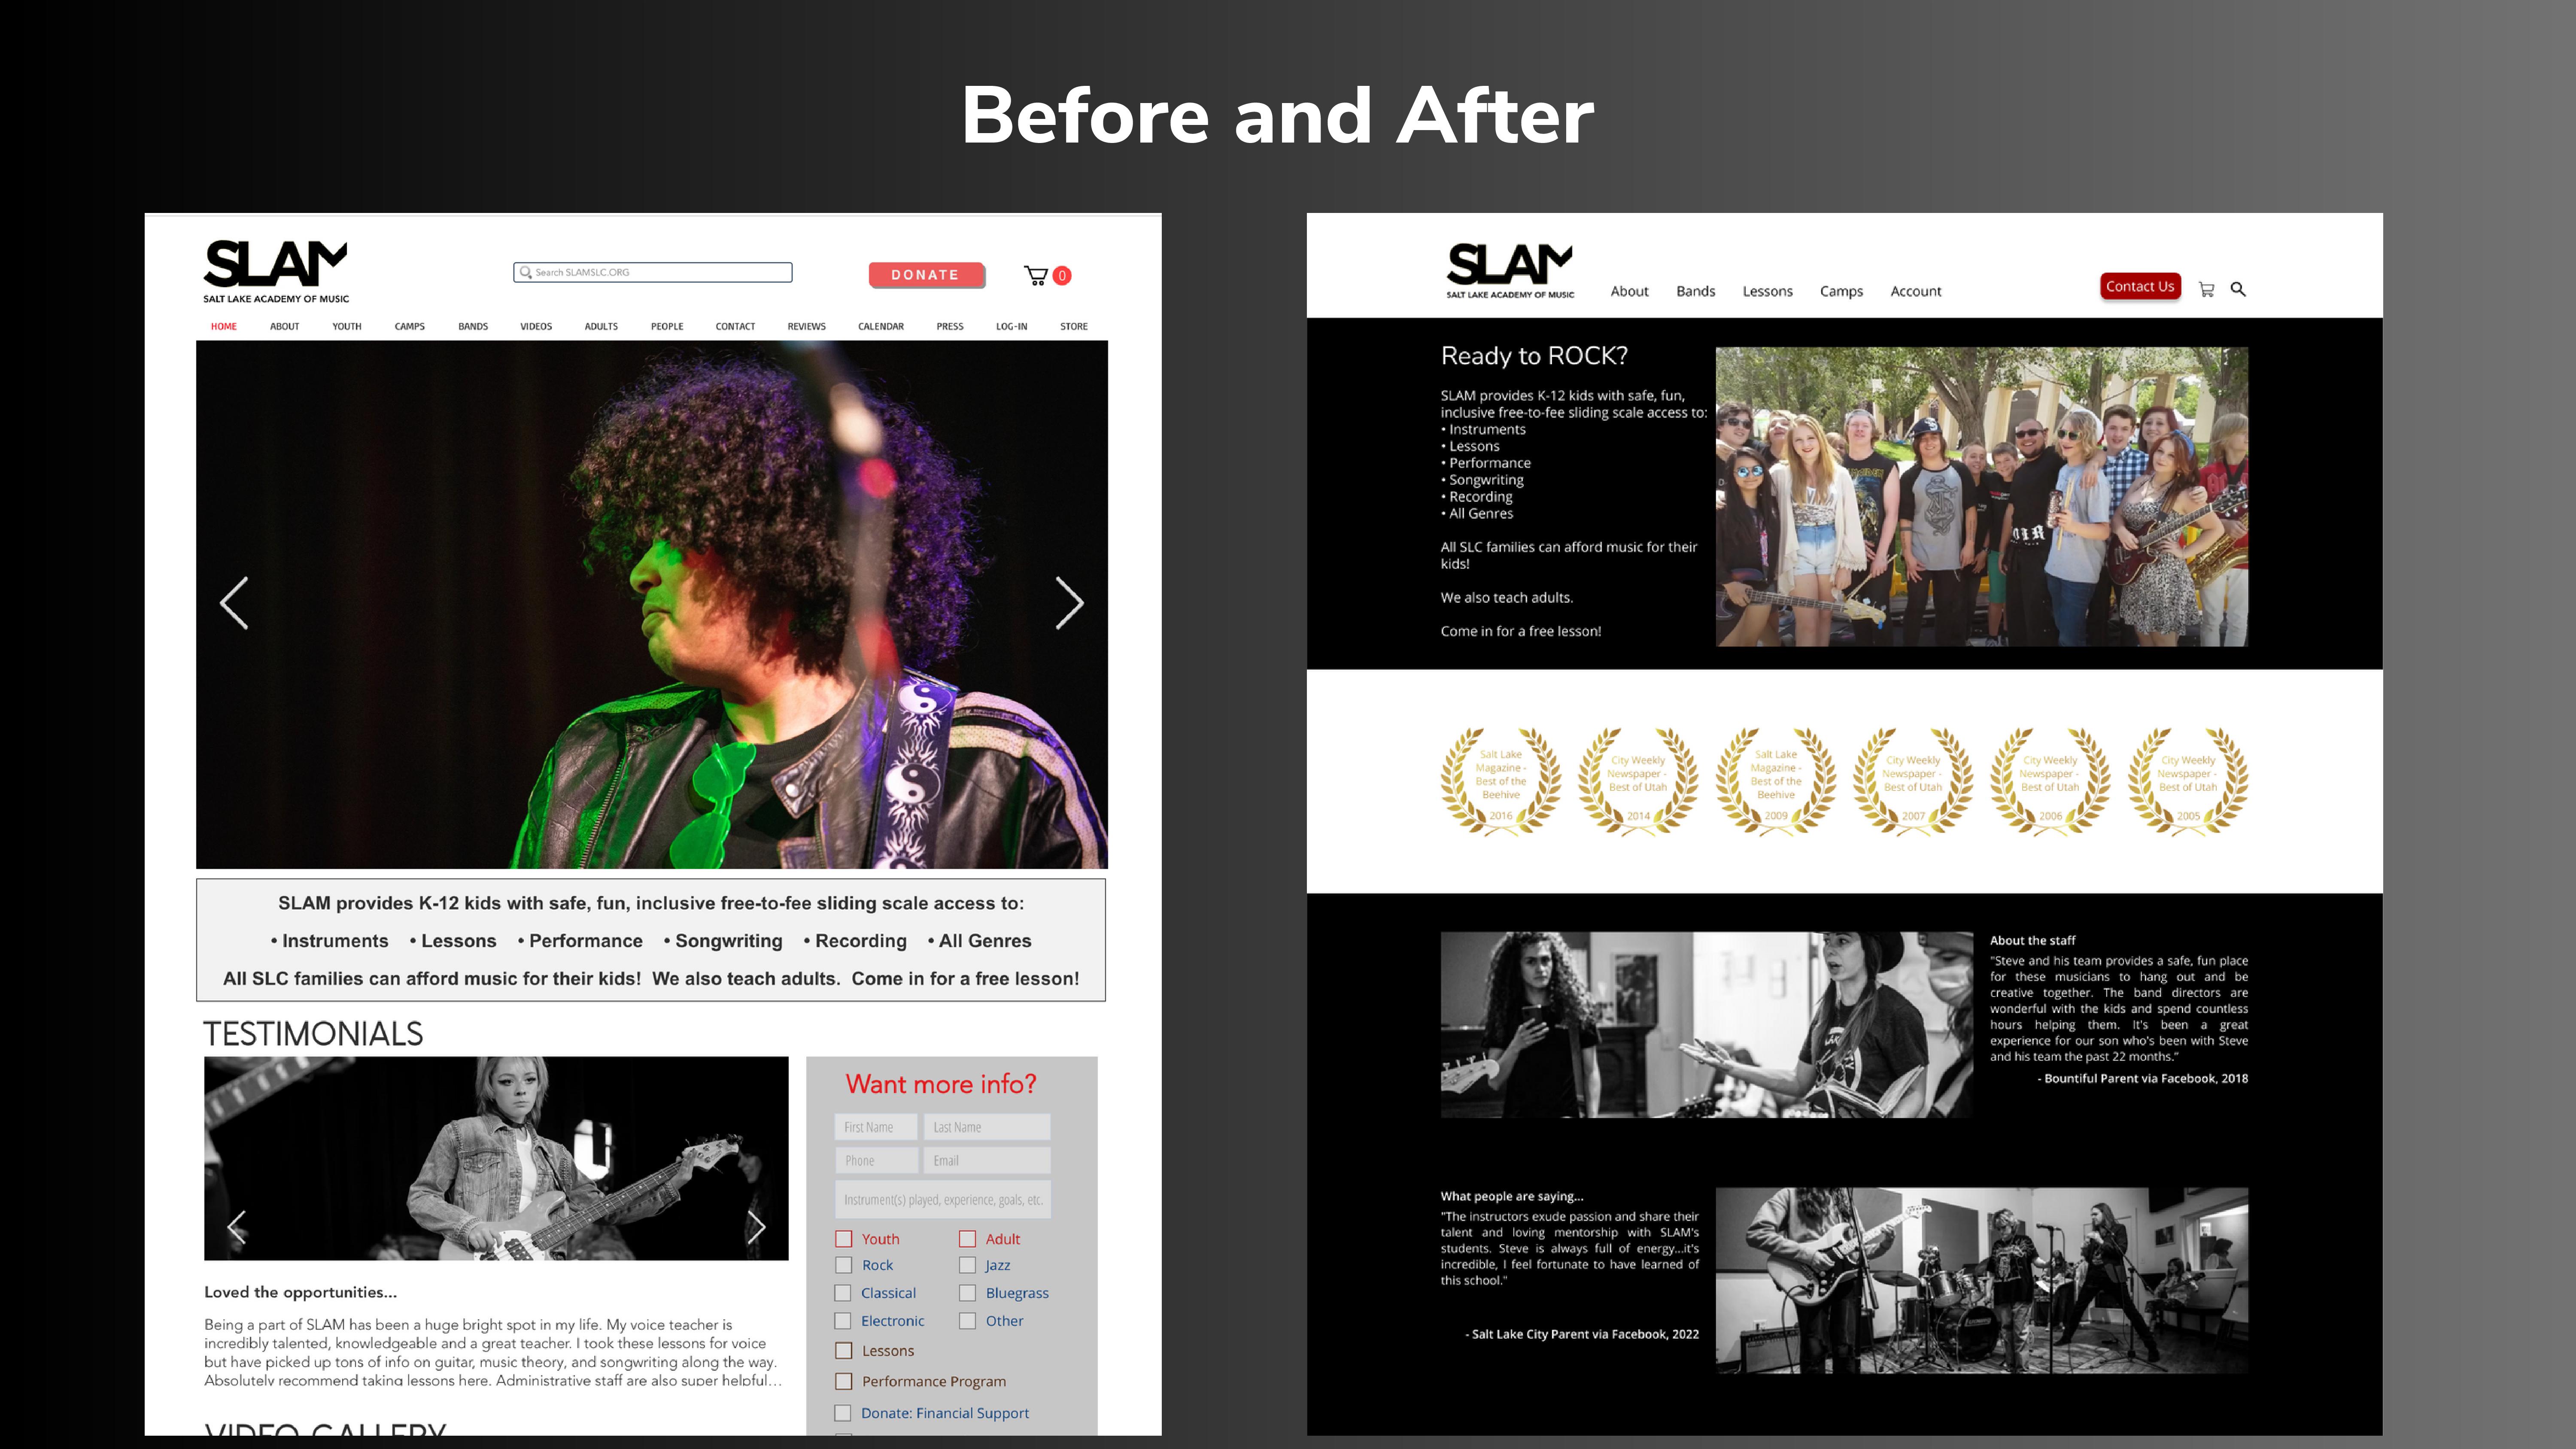 Before and After
SLAM
SALT LAKE ACADEMY OF MUSIC
Search SLAMSLC.ORG
DONATE
0
HOME ABOUT YOUTH CAMPS BANDS VIDEOS ADULTS PEOPLE CONTACT REVIEWS CALENDAR PRESS LOG-IN STORE
SLAM provides K-12 kids with safe, fun, inclusive free-to-fee sliding scale access to:
• Instruments • Lessons • Performance • Songwriting • Recording • All Genres
All SLC families can afford music for their kids! We also teach adults. Come in for a free lesson!
TESTIMONIALS
Loved the opportunities...
Being a part of SLAM has been a huge bright spot in my life. My voice teacher is
incredibly talented, knowledgeable and a great teacher. I took these lessons for voice
but have picked up tons of info on guitar, music theory, and songwriting along the way.
Absolutely recommend taking lessons here. Administrative staff are also super helpful...
VIDEO GALLERY
Want more info?
First Name Last Name
Phone Email
Instrument(s) played, experience, goals, etc.
Youth Adult
Rock Jazz
Classical Bluegrass
Electronic Other
Lessons
Performance Program
Donate: Financial Support
SLAM
SALT LAKE ACADEMY OF MUSIC
About Bands Lessons Camps Account
Contact Us
Ready to ROCK?
SLAM provides K-12 kids with safe, fun,
inclusive free-to-fee sliding scale access to:
• Instruments
• Lessons
• Performance
• Songwriting
• Recording
• All Genres
All SLC families can afford music for their
kids!
We also teach adults.
Come in for a free lesson!
Salt Lake
Magazine -
Best of the
Beehive
2016
City Weekly
Newspaper -
Best of Utah
2014
Salt Lake
Magazine -
Best of the
Beehive
2009
City Weekly
Newspaper -
Best of Utah
2007
City Weekly
Newspaper -
Best of Utah
2006
City Weekly
Newspaper -
Best of Utah
2005
About the staff
"Steve and his team provides a safe, fun place
for these musicians to hang out and be
creative together. The band directors are
wonderful with the kids and spend countless
hours helping them. It's been a great
experience for our son who's been with Steve
and his team the past 22 months."
- Bountiful Parent via Facebook, 2018
What people are saying...
"The instructors exude passion and share their
talent and loving mentorship with SLAM's
students. Steve is always full of energy...it's
incredible, I feel fortunate to have learned of
this school."
- Salt Lake City Parent via Facebook, 2022